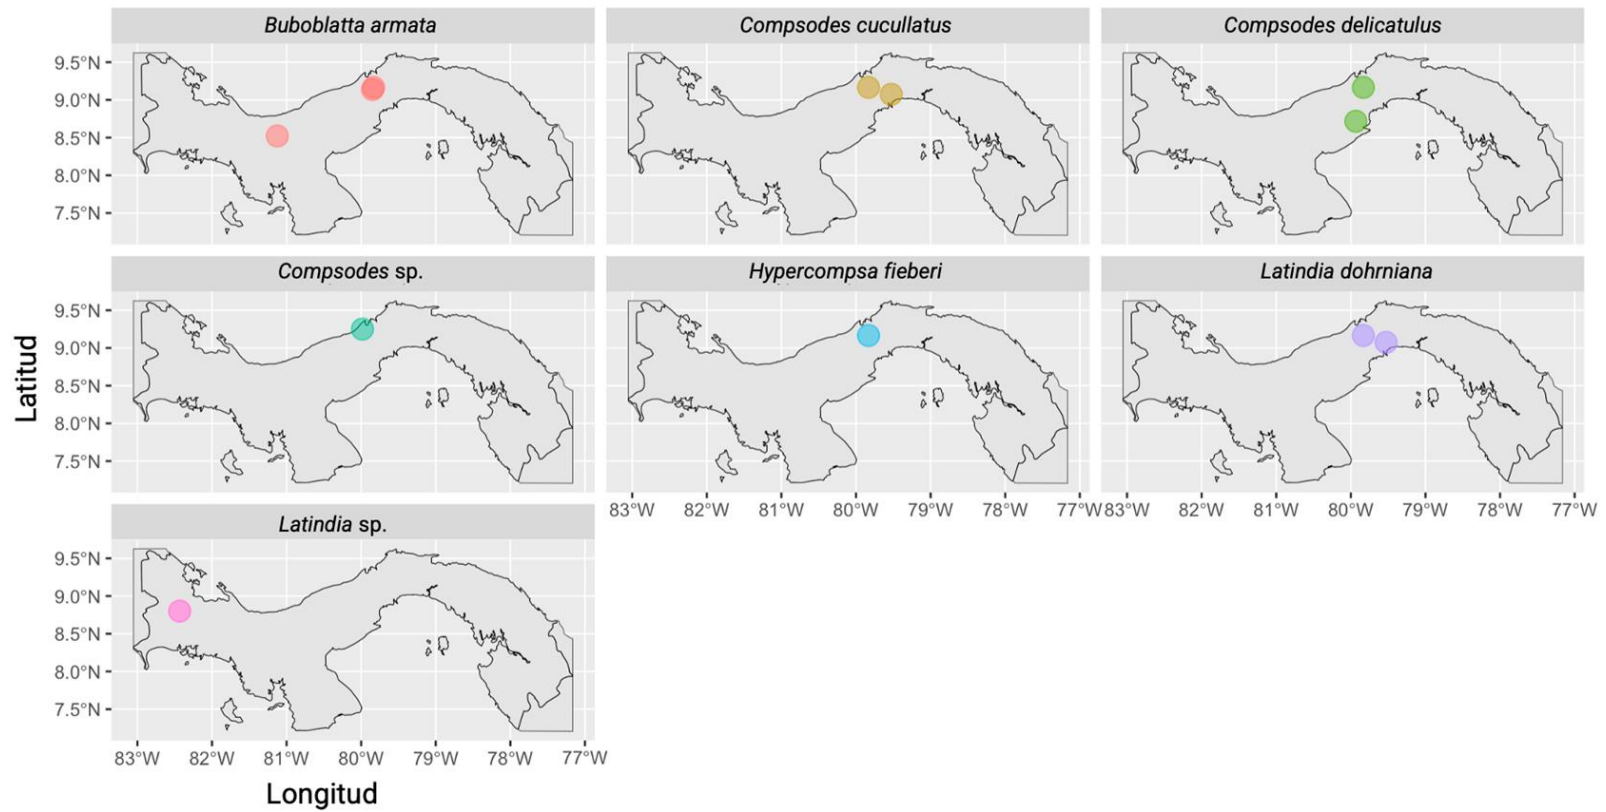 Buboblatta armata
Compsodes cucullatus
Compsodes delicatulus
9.5°N
9.0°N
8.5°N
8.0°N
7.5°N
Compsodes sp.
Hypercompsa fieberi
Latindia dohrniana
9.5°N
9.0°N
8.5°N
8.0°N
7.5°N
Latitud
83°W 82°W 81°W 80°W 79°W 78°W 77°W
83°W 82°W 81°W 80°W 79°W 78°W 77°W
Latindia sp.
9.5°N
9.0°N
8.5°N
8.0°N
7.5°N
83°W 82°W 81°W 80°W 79°W 78°W 77°W
Longitud